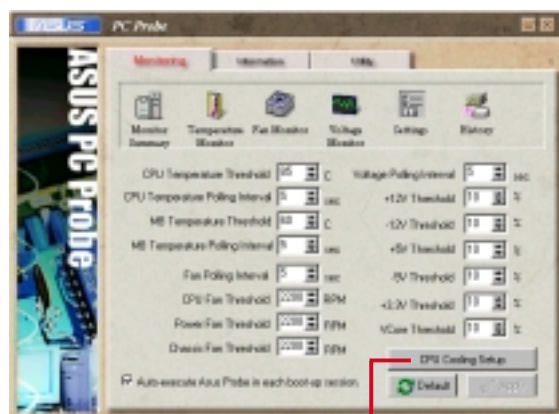 ASUS PC Probe
ASUS PC Probe
Monitoring Information Utility
Monitor Summary
Temperature Monitor
Fan Monitor
Voltage Monitor
Settings
History
CPU Temperature Threshold C
CPU Temperature Polling Interval 5 sec
MB Temperature Threshold C
MB Temperature Polling Interval 5 sec
Fan Polling Interval 5 sec
CPU Fan Threshold RPM
Power Fan Threshold RPM
Chassis Fan Threshold RPM
Voltage Polling Interval 5 sec
+12V Threshold 10 %
-12V Threshold 10 %
+5V Threshold 10 %
-5V Threshold 10 %
+3.3V Threshold 10 %
VCore Threshold 10 %
CPU Cooling Setup
Auto-execute Asus Probe in each boot-up session
Default Apply